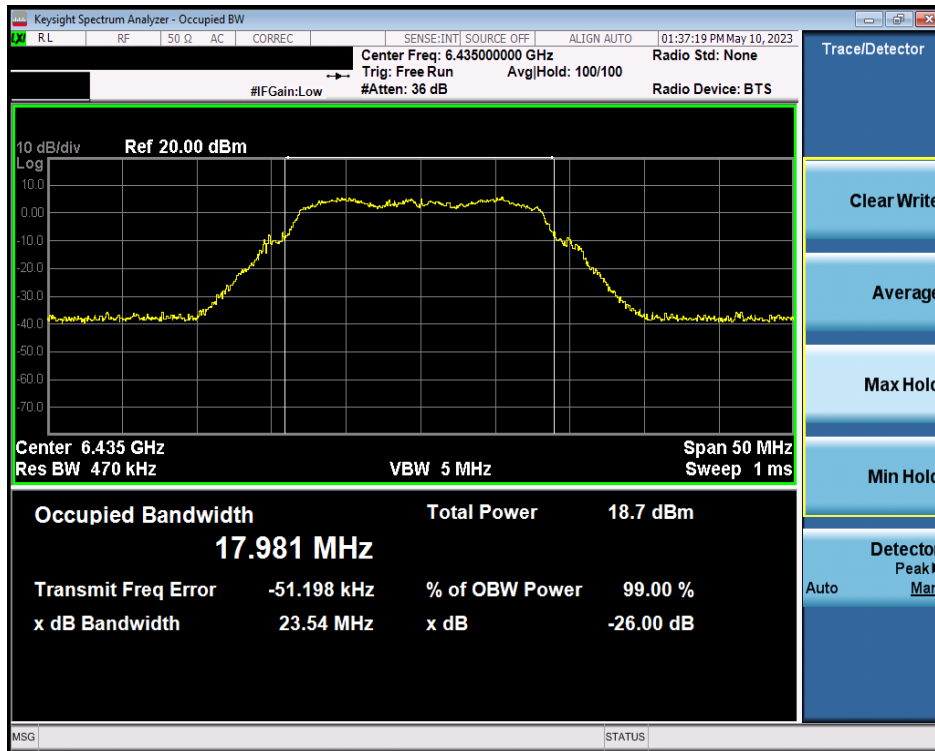 Keysight Spectrum Analyzer - Occupied BW
LXI RL RF 50 Ω AC CORREC SENSE:INT SOURCE OFF ALIGN AUTO 01:37:19 PM May 10, 2023
Center Freq: 6.435000000 GHz Radio Std: None
Trig: Free Run Avg|Hold: 100/100
#IFGain:Low #Atten: 36 dB Radio Device: BTS
Trace/Detector
10 dB/div Ref 20.00 dBm
Log
10.0
0.00
-10.0
-20.0
-30.0
-40.0
-50.0
-60.0
-70.0
Center 6.435 GHz Span 50 MHz
Res BW 470 kHz VBW 5 MHz Sweep 1 ms
Occupied Bandwidth Total Power 18.7 dBm
17.981 MHz
Transmit Freq Error -51.198 kHz % of OBW Power 99.00 %
x dB Bandwidth 23.54 MHz x dB -26.00 dB
Clear Write
Average
Max Hold
Min Hold
Detector
Peak
Auto Man
MSG STATUS